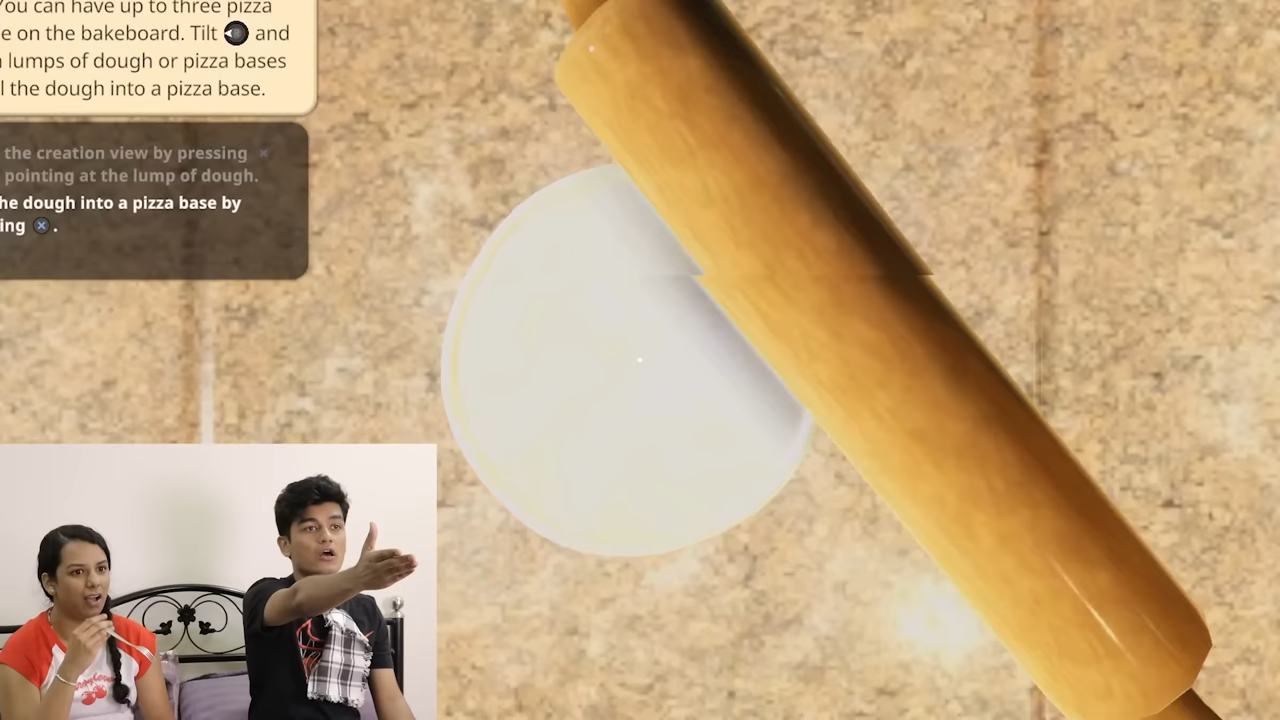 You can have up to three pizza
e on the bakeboard. Tilt and
lumps of dough or pizza bases
l the dough into a pizza base.
the creation view by pressing
pointing at the lump of dough.
he dough into a pizza base by
ing .